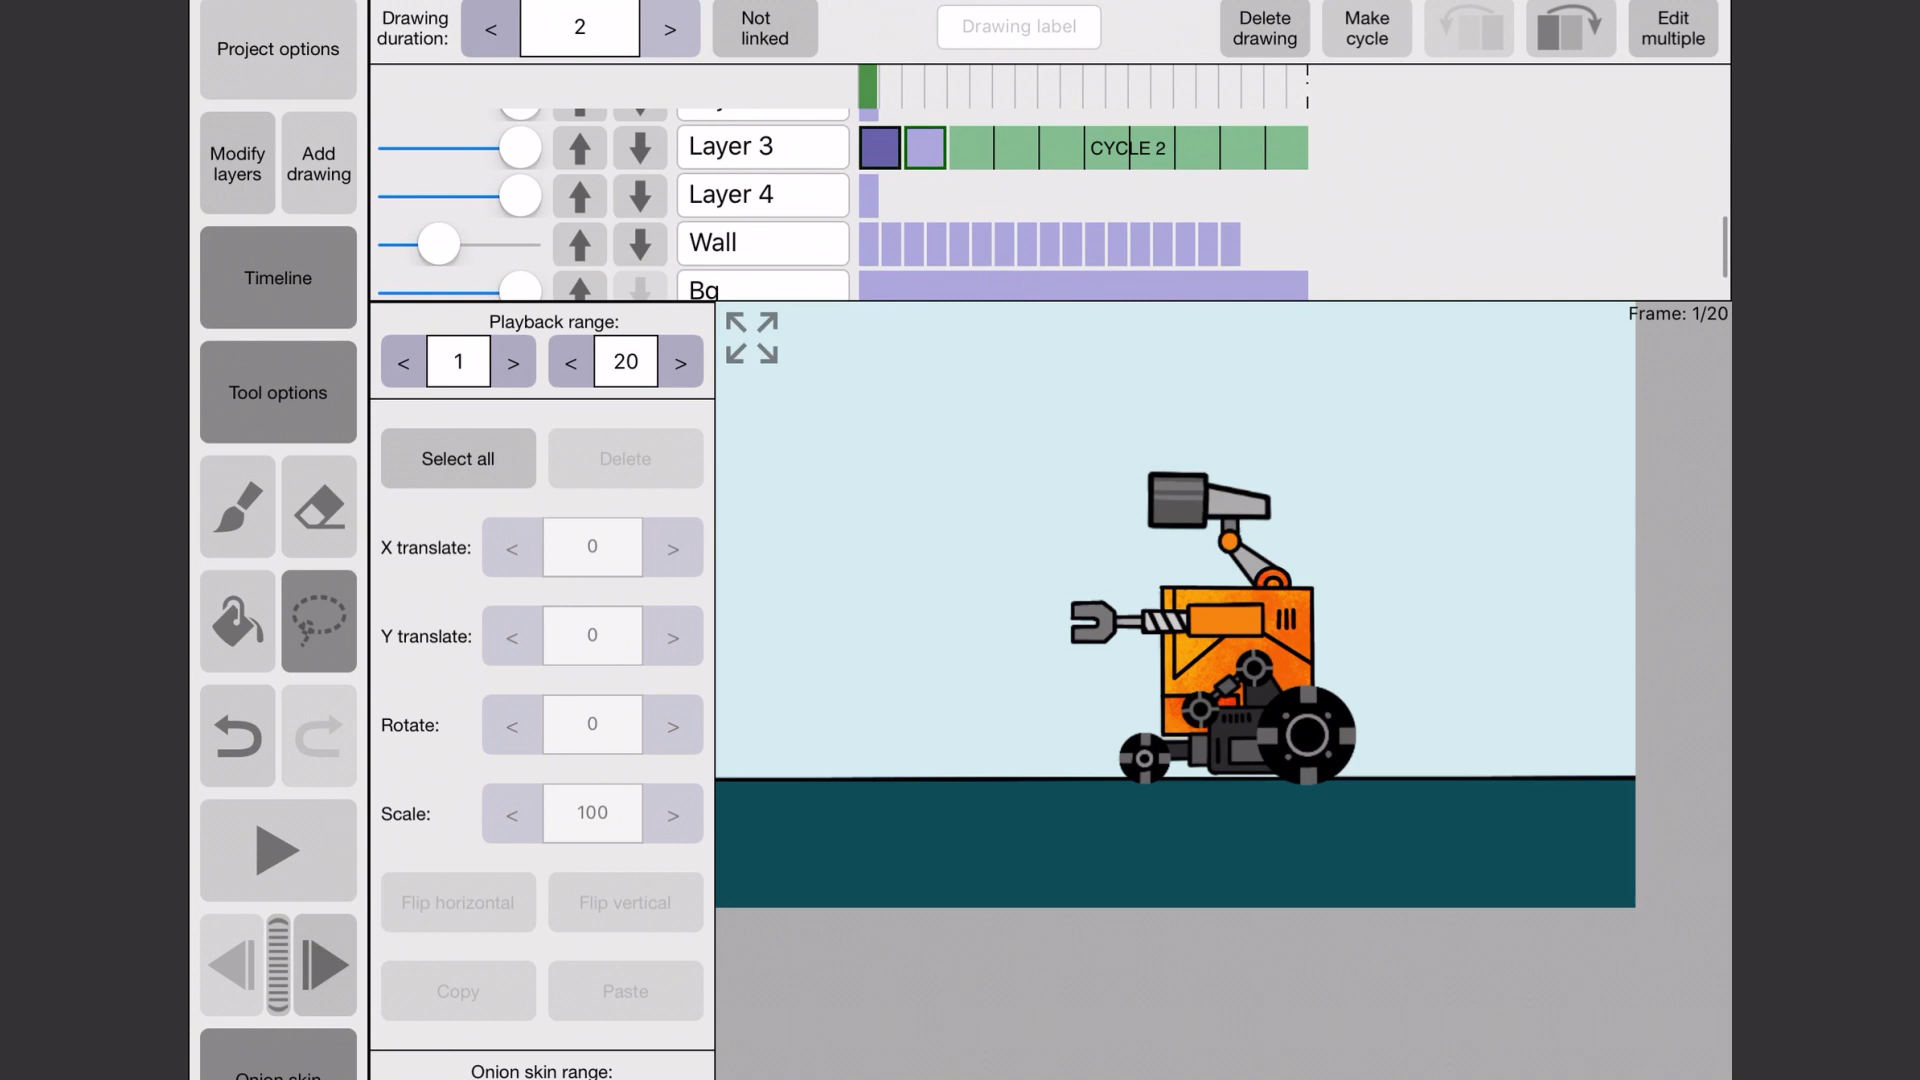 Project options
Modify layers
Add drawing
Timeline
Tool options
Onion skin
Drawing duration:
<
2
>
Not linked
Drawing label
Delete drawing
Make cycle
Edit multiple
Layer 3
CYCLE 2
Layer 4
Wall
Bg
Playback range:
< 1 > < 20 >
Select all
Delete
X translate: < 0 >
Y translate: < 0 >
Rotate: < 0 >
Scale: < 100 >
Flip horizontal
Flip vertical
Copy
Paste
Onion skin range:
Frame: 1/20